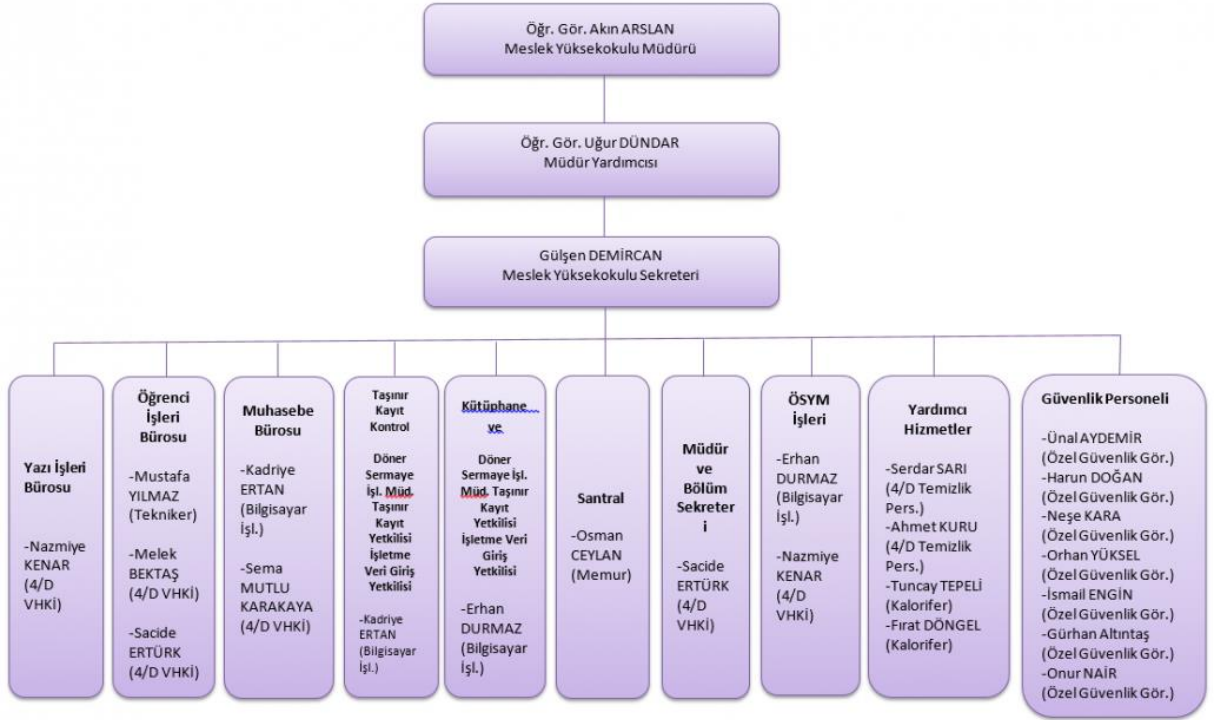 Öğr. Gör. Akın ARSLAN
Meslek Yüksekokulu Müdürü
Öğr. Gör. Uğur DÜNDAR
Müdür Yardımcısı
Gülşen DEMİRCAN
Meslek Yüksekokulu Sekreteri
Yazı İşleri
Bürosu
-Nazmiye
KENAR
(4/D
VHKİ)
Öğrenci
İşleri
Bürosu
-Mustafa
YILMAZ
(Tekniker)
-Melek
BEKTAŞ
(4/D VHKİ)
-Sacide
ERTÜRK
(4/D VHKİ)
Muhasebe
Bürosu
-Kadriye
ERTAN
(Bilgisayar
İşl.)
-Sema
MUTLU
KARAKAYA
(4/D VHKİ)
Taşınır
Kayıt
Kontrol
Döner
Sermaye
İşl. Müd.
Taşınır
Kayıt
Yetkilisi
İşletme
Veri Giriş
Yetkilisi
-Kadriye
ERTAN
(Bilgisayar
İşl.)
Kütüphane
ve
Döner
Sermaye İşl.
Müd. Taşınır
Kayıt
Yetkilisi
İşletme Veri
Giriş
Yetkilisi
-Erhan
DURMAZ
(Bilgisayar
İşl.)
Santral
-Osman
CEYLAN
(Memur)
Müdür
ve
Bölüm
Sekreter
i
-Sacide
ERTÜRK
(4/D
VHKİ)
ÖSYM
İşleri
-Erhan
DURMAZ
(Bilgisayar
İşl.)
-Nazmiye
KENAR
(4/D
VHKİ)
Yardımcı
Hizmetler
-Serdar SARI
(4/D Temizlik
Pers.)
-Ahmet KURU
(4/D Temizlik
Pers.)
-Tuncay TEPELİ
(Kalorifer)
-Fırat DÖNGEL
(Kalorifer)
Güvenlik Personeli
-Ünal AYDEMİR
(Özel Güvenlik Gör.)
-Harun DOĞAN
(Özel Güvenlik Gör.)
-Neşe KARA
(Özel Güvenlik Gör.)
-Orhan YÜKSEL
(Özel Güvenlik Gör.)
-İsmail ENGİN
(Özel Güvenlik Gör.)
-Gürhan Altıntaş
(Özel Güvenlik Gör.)
-Onur NAİR
(Özel Güvenlik Gör.)